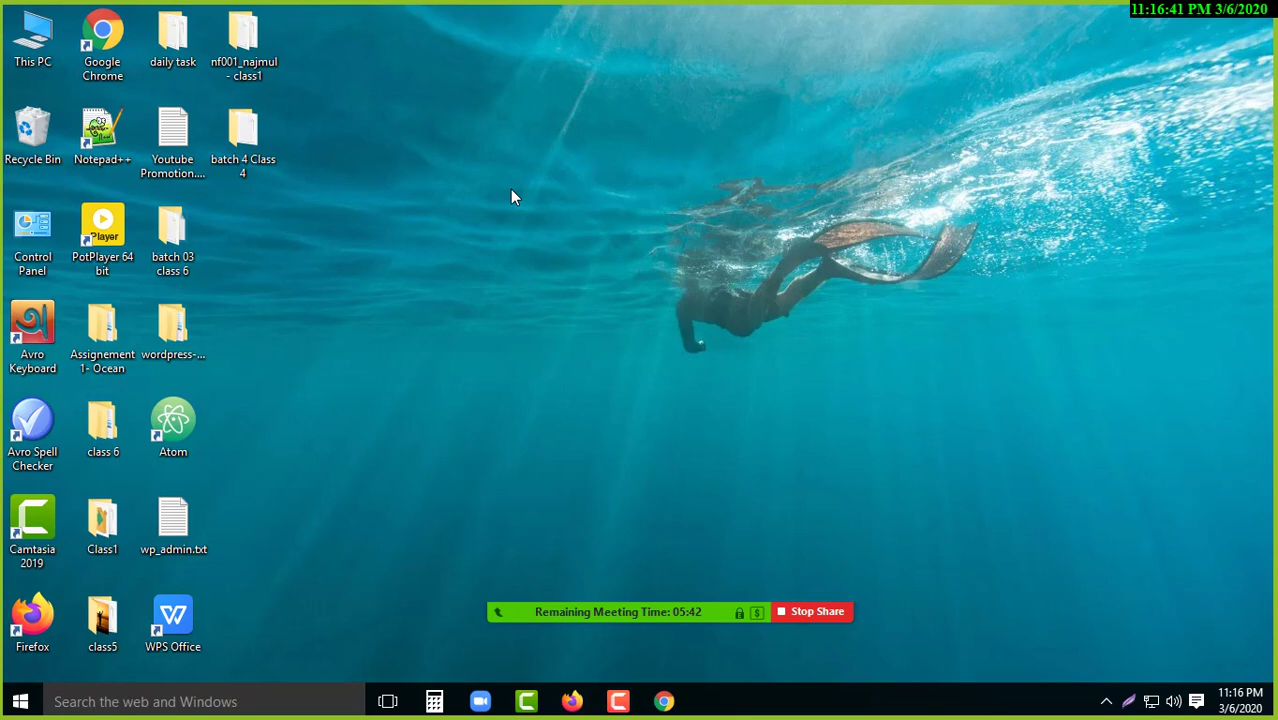 11:16:41 PM 3/6/2020
This PC
Google
Chrome
daily task
nf001_najmul
- class1
Recycle Bin
Notepad++
Youtube
Promotion....
batch 4 Class
4
Control
Panel
Player
PotPlayer 64
bit
batch 03
class 6
Avro
Keyboard
Assignement
1- Ocean
wordpress-...
Avro Spell
Checker
class 6
Atom
Camtasia
2019
Class1
wp_admin.txt
Firefox
class5
WPS Office
Remaining Meeting Time: 05:42
Stop Share
Search the web and Windows
11:16 PM
3/6/2020